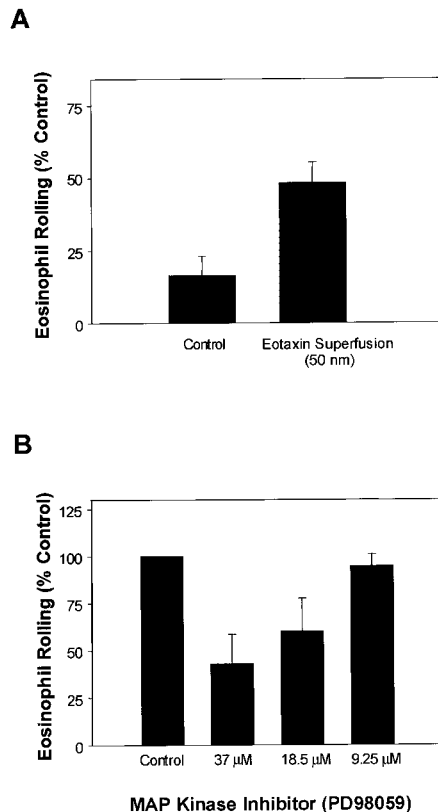 A
Eosinophil Rolling (% Control)
75
50
25
0
Control
Eotaxin Superfusion
(50 nm)
B
Eosinophil Rolling (% Control)
125
100
75
50
25
0
Control
37 µM
18.5 µM
9.25 µM
MAP Kinase Inhibitor (PD98059)